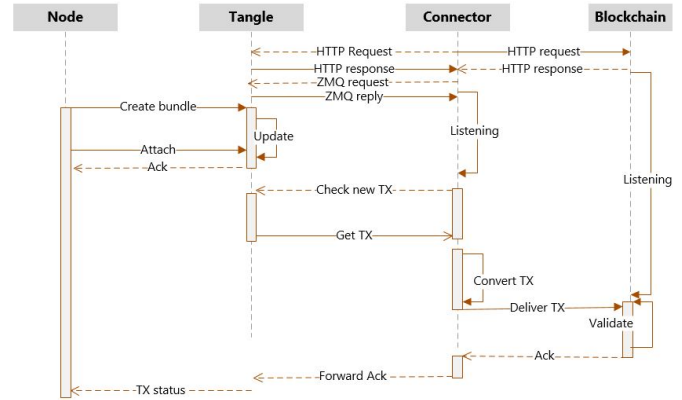 Node
Tangle
Connector
Blockchain
HTTP Request
HTTP request
HTTP response
HTTP response
ZMQ request
ZMQ reply
Create bundle
Update
Listening
Attach
Ack
Listening
Check new TX
Get TX
Convert TX
Deliver TX
Validate
Ack
Forward Ack
TX status